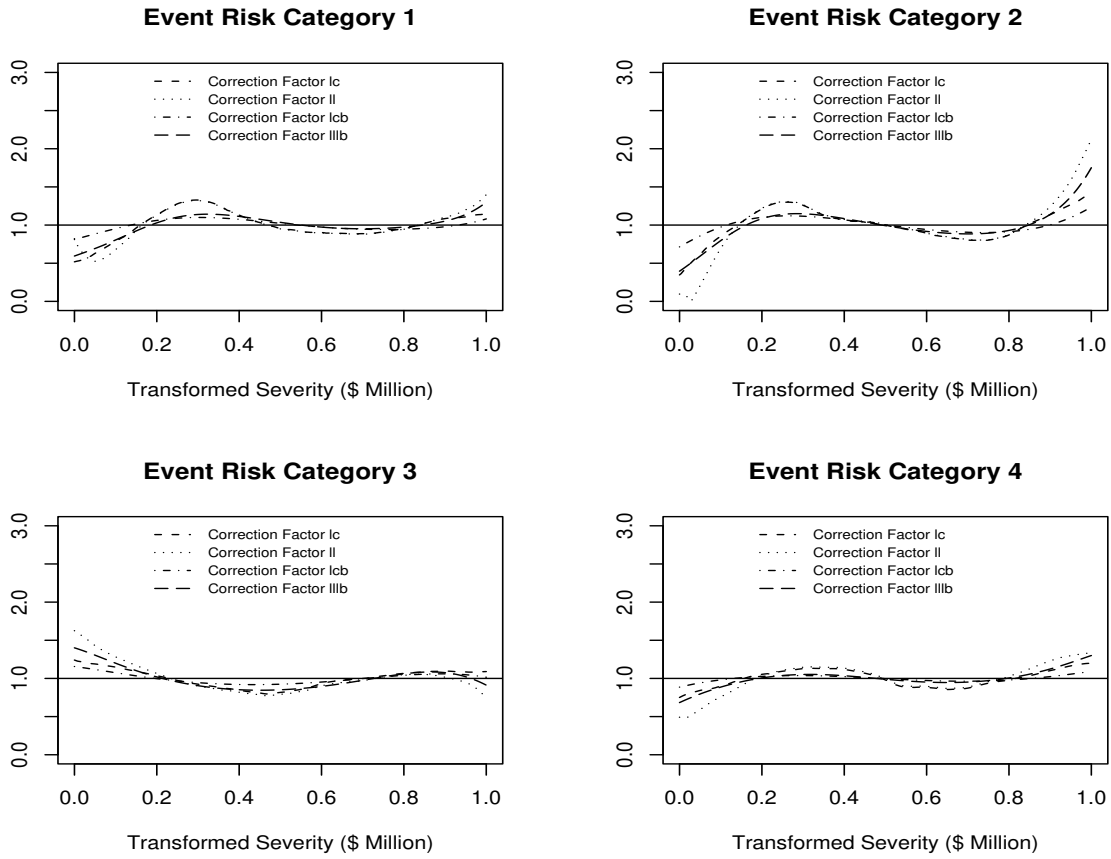 Event Risk Category 1
3.0
2.0
1.0
0.0
Correction Factor lc
Correction Factor ll
Correction Factor lcb
Correction Factor lllb
0.0 0.2 0.4 0.6 0.8 1.0
Transformed Severity ($ Million)
Event Risk Category 2
3.0
2.0
1.0
0.0
Correction Factor lc
Correction Factor ll
Correction Factor lcb
Correction Factor lllb
0.0 0.2 0.4 0.6 0.8 1.0
Transformed Severity ($ Million)
Event Risk Category 3
3.0
2.0
1.0
0.0
Correction Factor lc
Correction Factor ll
Correction Factor lcb
Correction Factor lllb
0.0 0.2 0.4 0.6 0.8 1.0
Transformed Severity ($ Million)
Event Risk Category 4
3.0
2.0
1.0
0.0
Correction Factor lc
Correction Factor ll
Correction Factor lcb
Correction Factor lllb
0.0 0.2 0.4 0.6 0.8 1.0
Transformed Severity ($ Million)